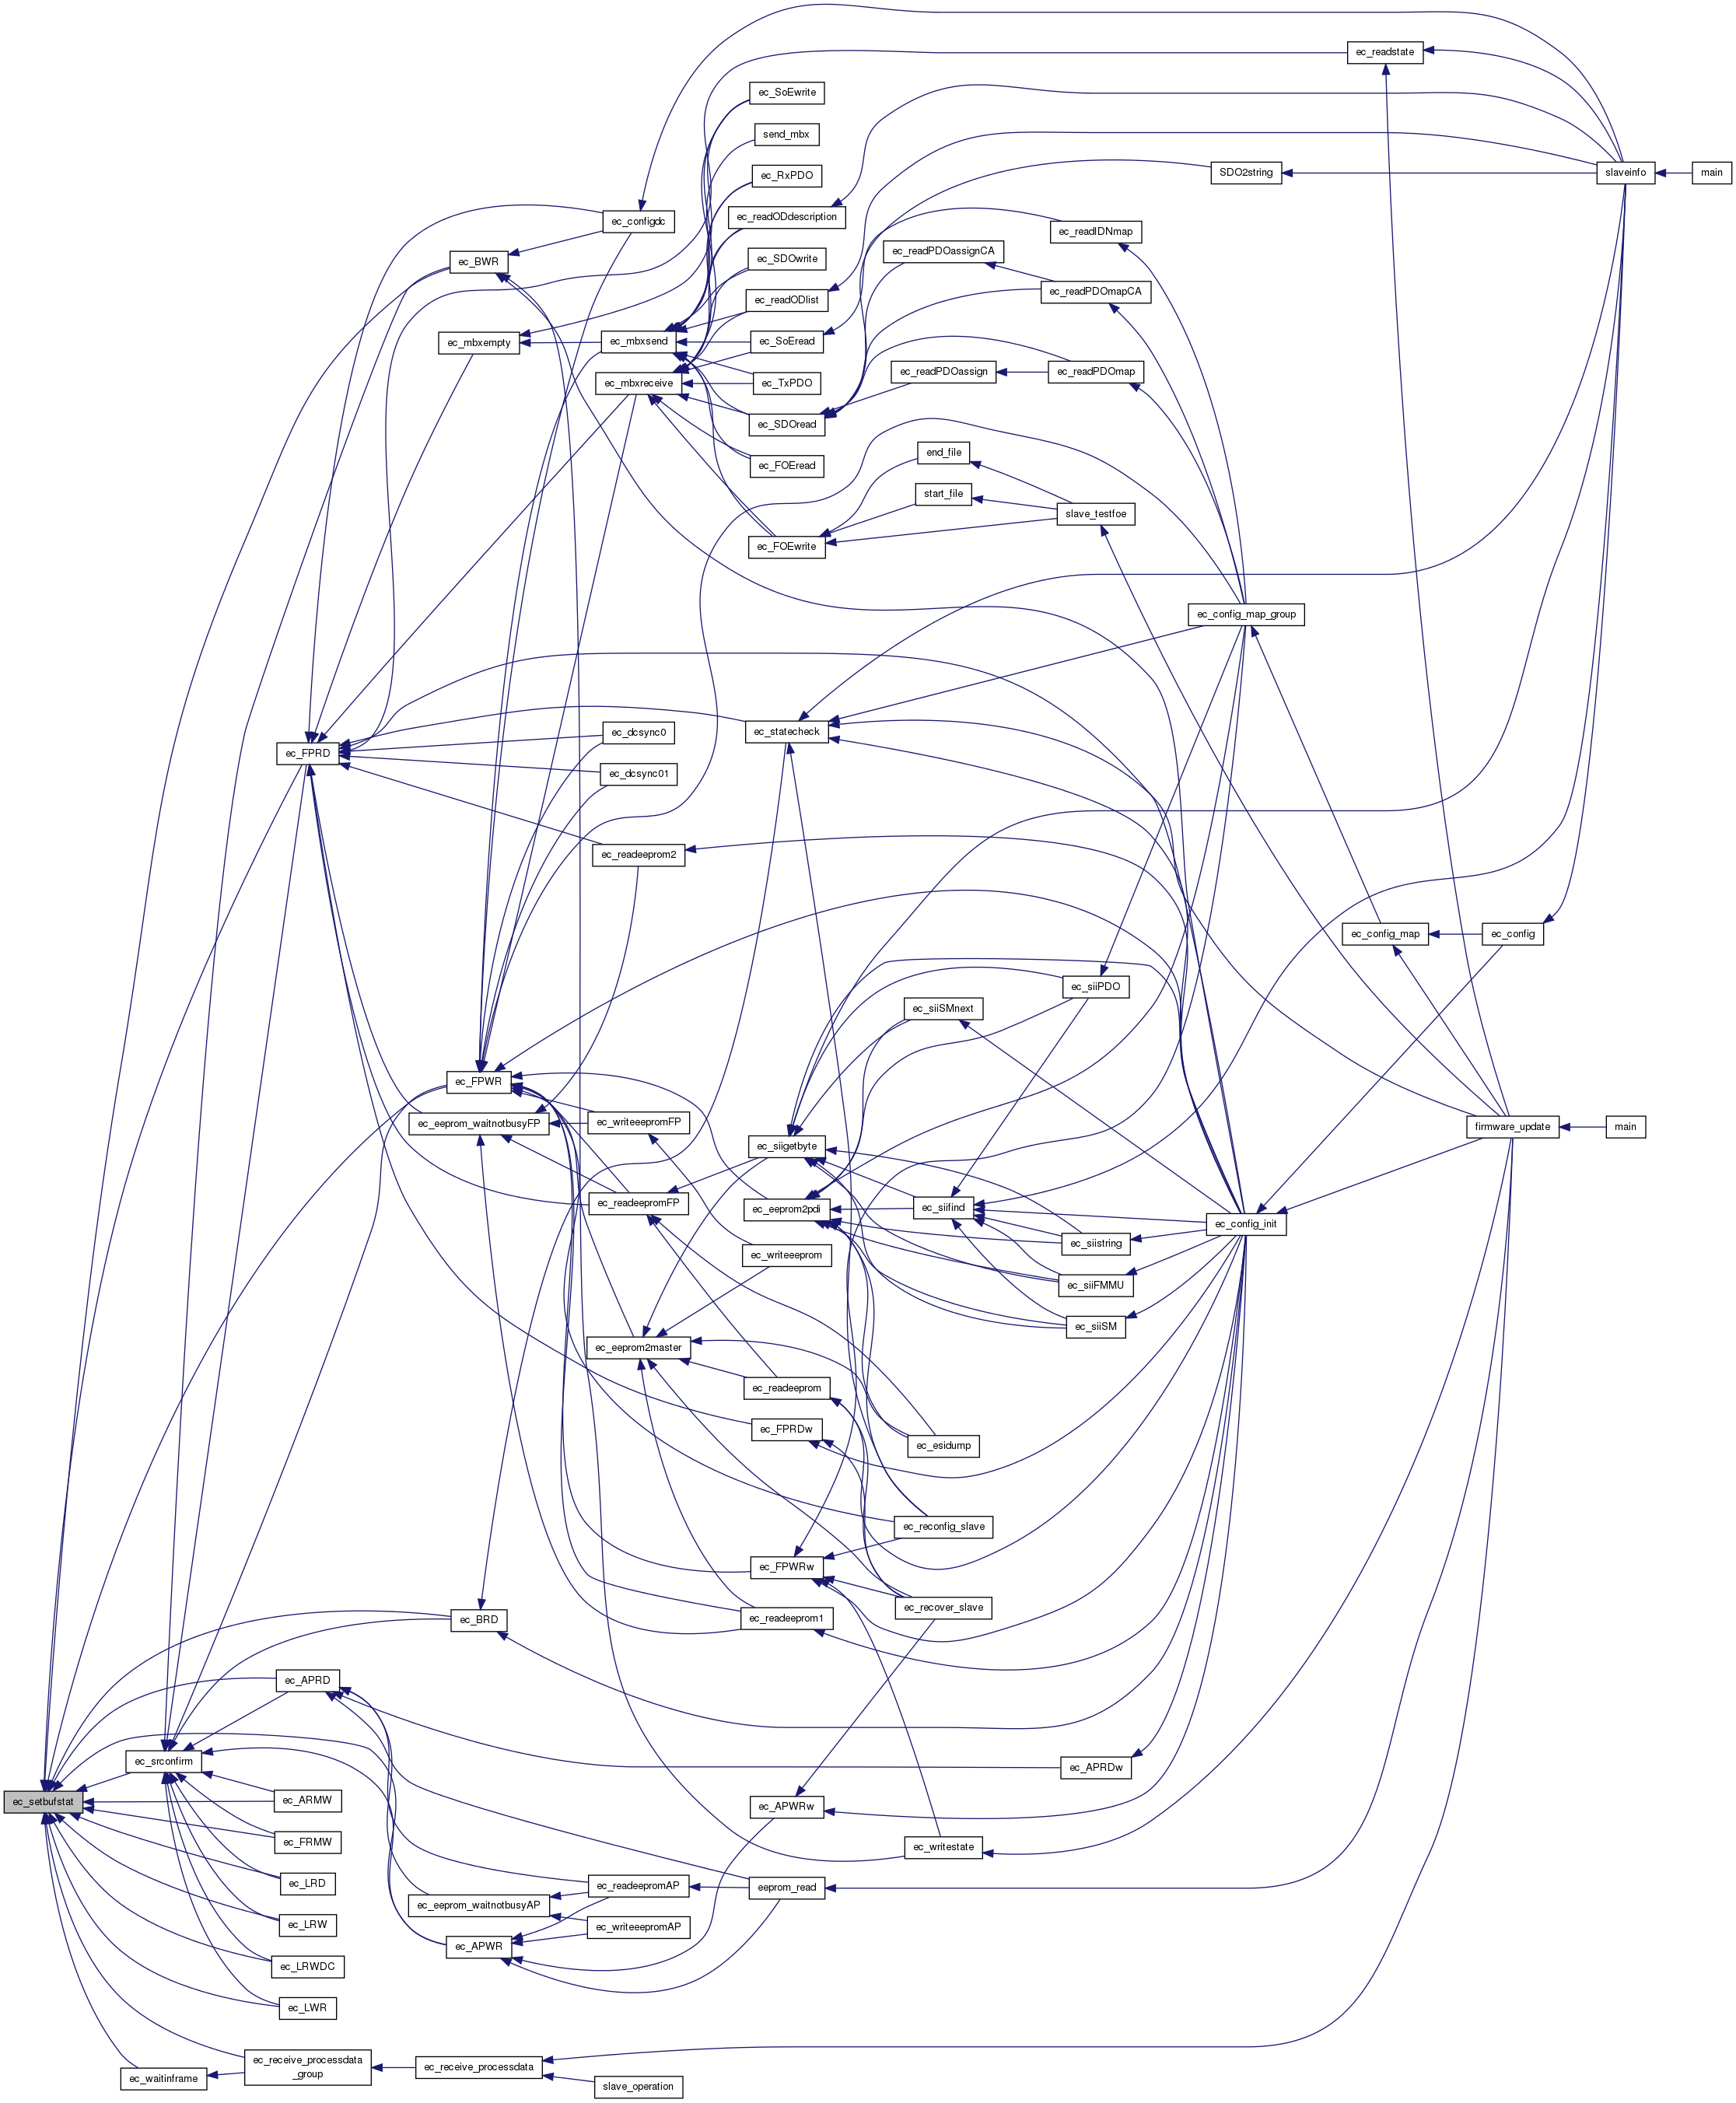 ec_readstate
ec_SoEwrite
send_mbx
SDO2string
slaveinfo
main
ec_RxPDO
ec_configdc
ec_readODdescription
ec_readIDNmap
ec_BWR
ec_SDOwrite
ec_readPDOassignCA
ec_readODlist
ec_readPDOmapCA
ec_mbxempty
ec_mbxsend
ec_SoEread
ec_mbxreceive
ec_TxPDO
ec_readPDOassign
ec_readPDOmap
ec_SDOread
end_file
ec_FOEread
start_file
slave_testfoe
ec_FOEwrite
ec_config_map_group
ec_statecheck
ec_dcsync0
ec_FPRD
ec_dcsync01
ec_readeeprom2
ec_config_map
ec_config
ec_siiPDO
ec_siiSMnext
ec_FPWR
ec_eeprom_waitnotbusyFP
ec_writeeepromFP
firmware_update
main
ec_siigetbyte
ec_readeepromFP
ec_eeprom2pdi
ec_siifind
ec_config_init
ec_siistring
ec_writeeeprom
ec_siiFMMU
ec_siiSM
ec_eeprom2master
ec_readeeprom
ec_FPRDw
ec_esidump
ec_reconfig_slave
ec_FPWRw
ec_recover_slave
ec_BRD
ec_readeeprom1
ec_APRD
ec_srconfirm
ec_APRDw
ec_setbufstat
ec_ARMW
ec_APWRw
ec_FRMW
ec_writestate
ec_LRD
ec_readeepromAP
eeprom_read
ec_eeprom_waitnotbusyAP
ec_LRW
ec_writeeepromAP
ec_APWR
ec_LRWDC
ec_LWR
ec_receive_processdata
_group
ec_receive_processdata
ec_waitinframe
slave_operation